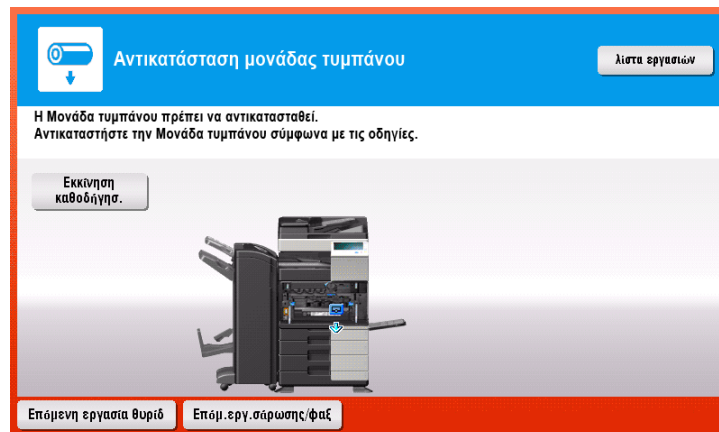 Αντικατάσταση μονάδας τυμπάνου
λίστα εργασιών
Η Μονάδα τυμπάνου πρέπει να αντικατασταθεί.
Αντικαταστήστε την Μονάδα τυμπάνου σύμφωνα με τις οδηγίες.
Εκκίνηση
καθοδήγησ.
Επόμενη εργασία θυρίδ
Επόμ.εργ.σάρωσης/φαξ